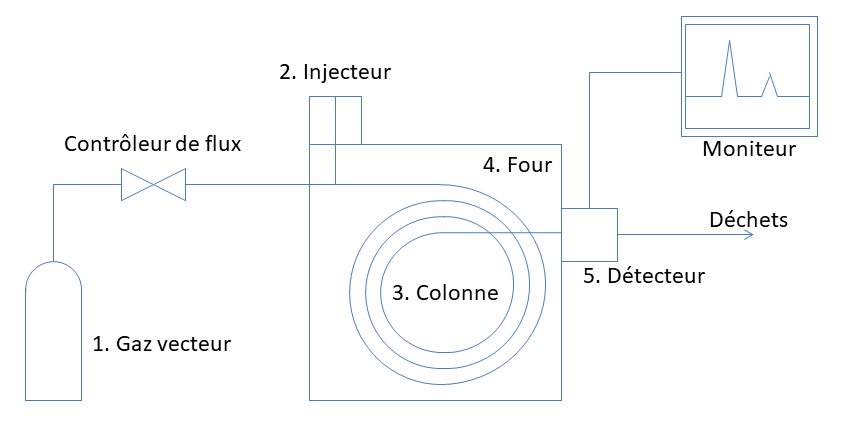 2. Injecteur
Contrôleur de flux
Moniteur
4. Four
Déchets
5. Détecteur
3. Colonne
1. Gaz vecteur